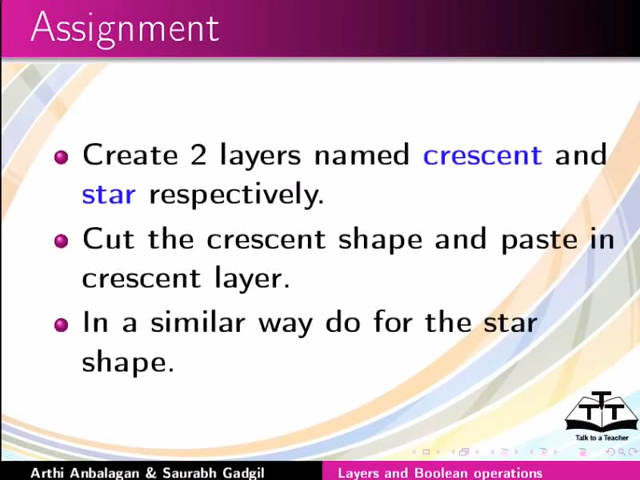 Assignment
Create 2 layers named crescent and
star respectively.
Cut the crescent shape and paste in
crescent layer.
In a similar way do for the star
shape.
TTT
Talk to a Teacher
Arthi Anbalagan & Saurabh Gadgil
Layers and Boolean operations